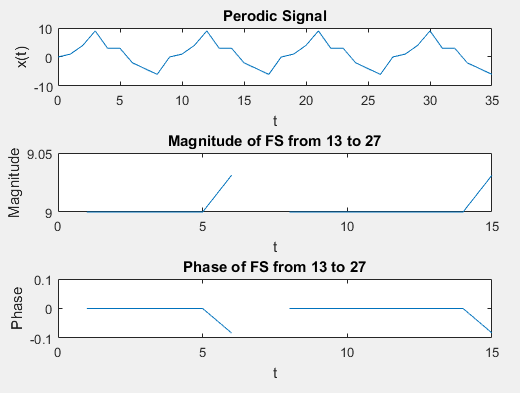 Perodic Signal
10
0
-10
x(t)
0 5 10 15 20 25 30 35
t
Magnitude of FS from 13 to 27
9.05
9
Magnitude
0 5 10 15
t
Phase of FS from 13 to 27
0.1
0
-0.1
Phase
0 5 10 15
t